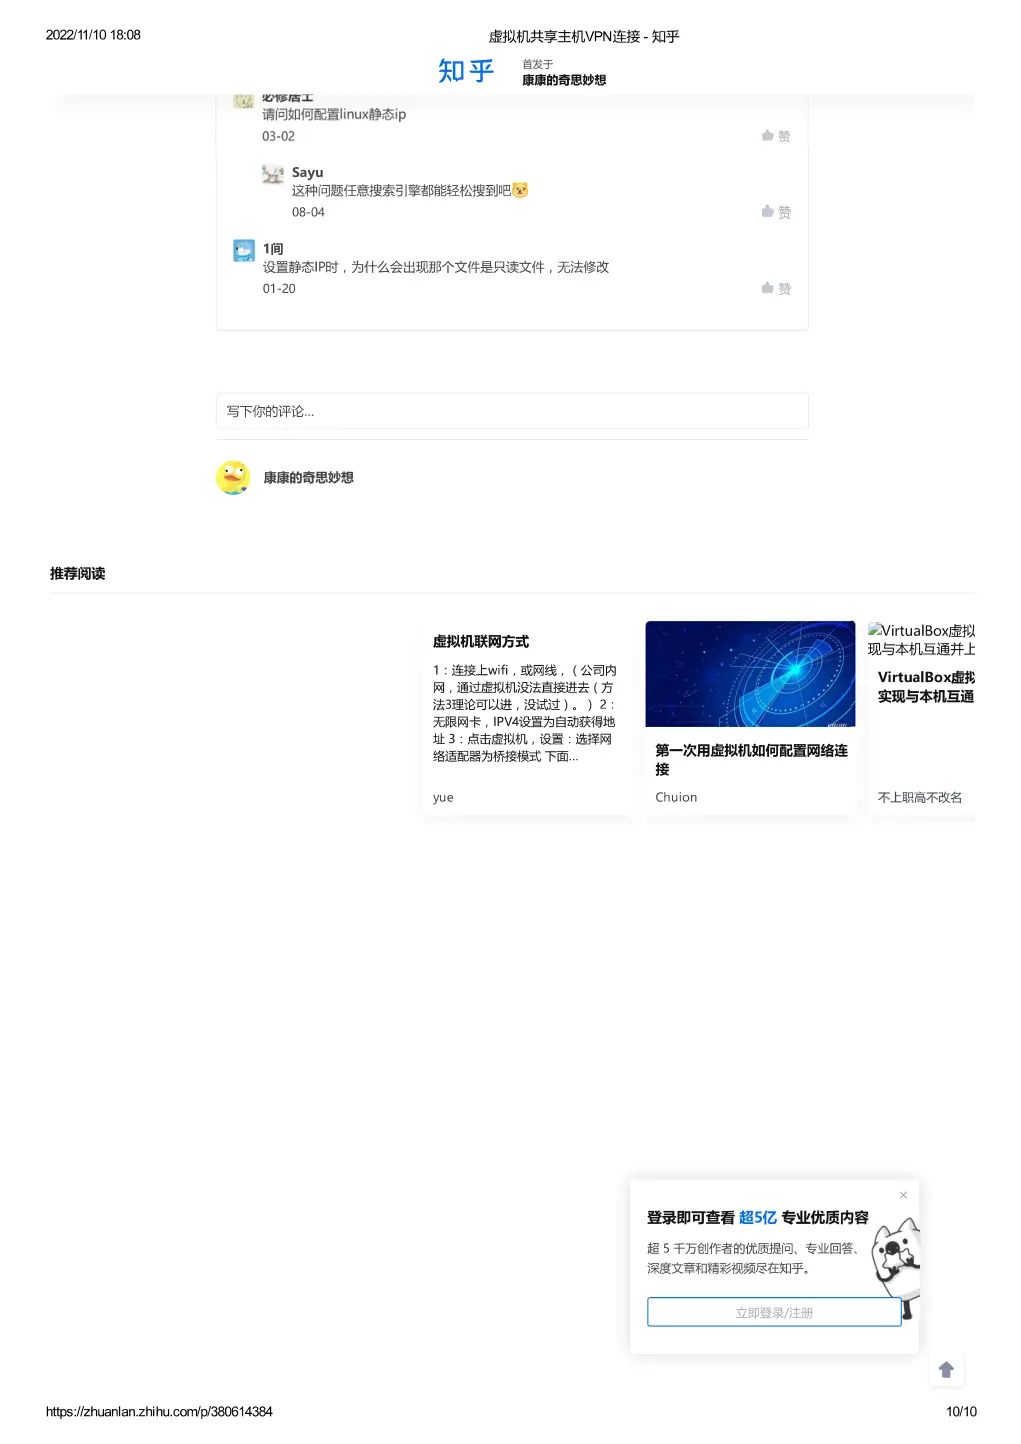 2022/11/10 18:08
虚拟机共享主机VPN连接 - 知乎
知乎
首发于
康康的奇思妙想
必修居士
请问如何配置linux静态ip
03-02
赞
Sayu
这种问题任意搜索引擎都能轻松搜到吧
08-04
赞
1间
设置静态IP时，为什么会出现那个文件是只读文件，无法修改
01-20
赞
写下你的评论...
康康的奇思妙想
推荐阅读
虚拟机联网方式
1：连接上wifi，或网线，（公司内
网，通过虚拟机没法直接进去（方
法3理论可以进，没试过）。）2：
无限网卡，IPV4设置为自动获得地
址 3：点击虚拟机，设置：选择网
络适配器为桥接模式 下面…
yue
第一次用虚拟机如何配置网络连
接
Chuion
VirtualBox虚拟
现与本机互通并上
VirtualBox虚拟
实现与本机互通
不上职高不改名
登录即可查看 超5亿 专业优质内容
超 5 千万创作者的优质提问、专业回答、
深度文章和精彩视频尽在知乎。
立即登录/注册
https://zhuanlan.zhihu.com/p/380614384
10/10